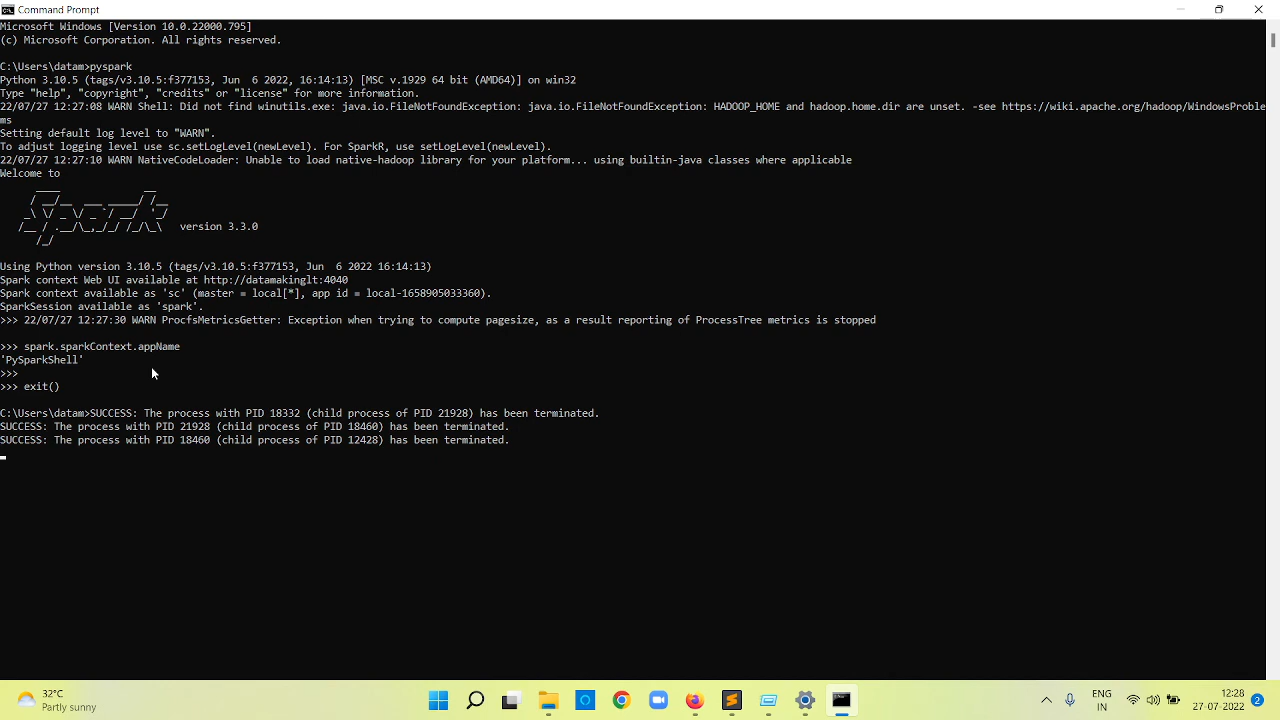 Command Prompt
Microsoft Windows [Version 10.0.22000.795]
(c) Microsoft Corporation. All rights reserved.
C:\Users\datam>pyspark
Python 3.10.5 (tags/v3.10.5:f377153, Jun  6 2022, 16:14:13) [MSC v.1929 64 bit (AMD64)] on win32
Type "help", "copyright", "credits" or "license" for more information.
22/07/27 12:27:08 WARN Shell: Did not find winutils.exe: java.io.FileNotFoundException: java.io.FileNotFoundException: HADOOP_HOME and hadoop.home.dir are unset. -see https://wiki.apache.org/hadoop/WindowsProble
ms
Setting default log level to "WARN".
To adjust logging level use sc.setLogLevel(newLevel). For SparkR, use setLogLevel(newLevel).
22/07/27 12:27:10 WARN NativeCodeLoader: Unable to load native-hadoop library for your platform... using builtin-java classes where applicable
Welcome to
      ____              __
     / __/__  ___ _____/ /__
    _\ \/ _ \/ _ `/ __/  '_/
   /__ / .__/\_,_/_/ /_/\_\   version 3.3.0
      /_/
Using Python version 3.10.5 (tags/v3.10.5:f377153, Jun  6 2022 16:14:13)
Spark context Web UI available at http://datamakinglt:4040
Spark context available as 'sc' (master = local[*], app id = local-1658905033360).
SparkSession available as 'spark'.
>>> 22/07/27 12:27:30 WARN ProcfsMetricsGetter: Exception when trying to compute pagesize, as a result reporting of ProcessTree metrics is stopped
>>> spark.sparkContext.appName
'PySparkShell'
>>>
>>> exit()
C:\Users\datam>SUCCESS: The process with PID 18332 (child process of PID 21928) has been terminated.
SUCCESS: The process with PID 21928 (child process of PID 18460) has been terminated.
SUCCESS: The process with PID 18460 (child process of PID 12428) has been terminated.
32°C
Partly sunny
ENG
IN
12:28
27-07-2022
2